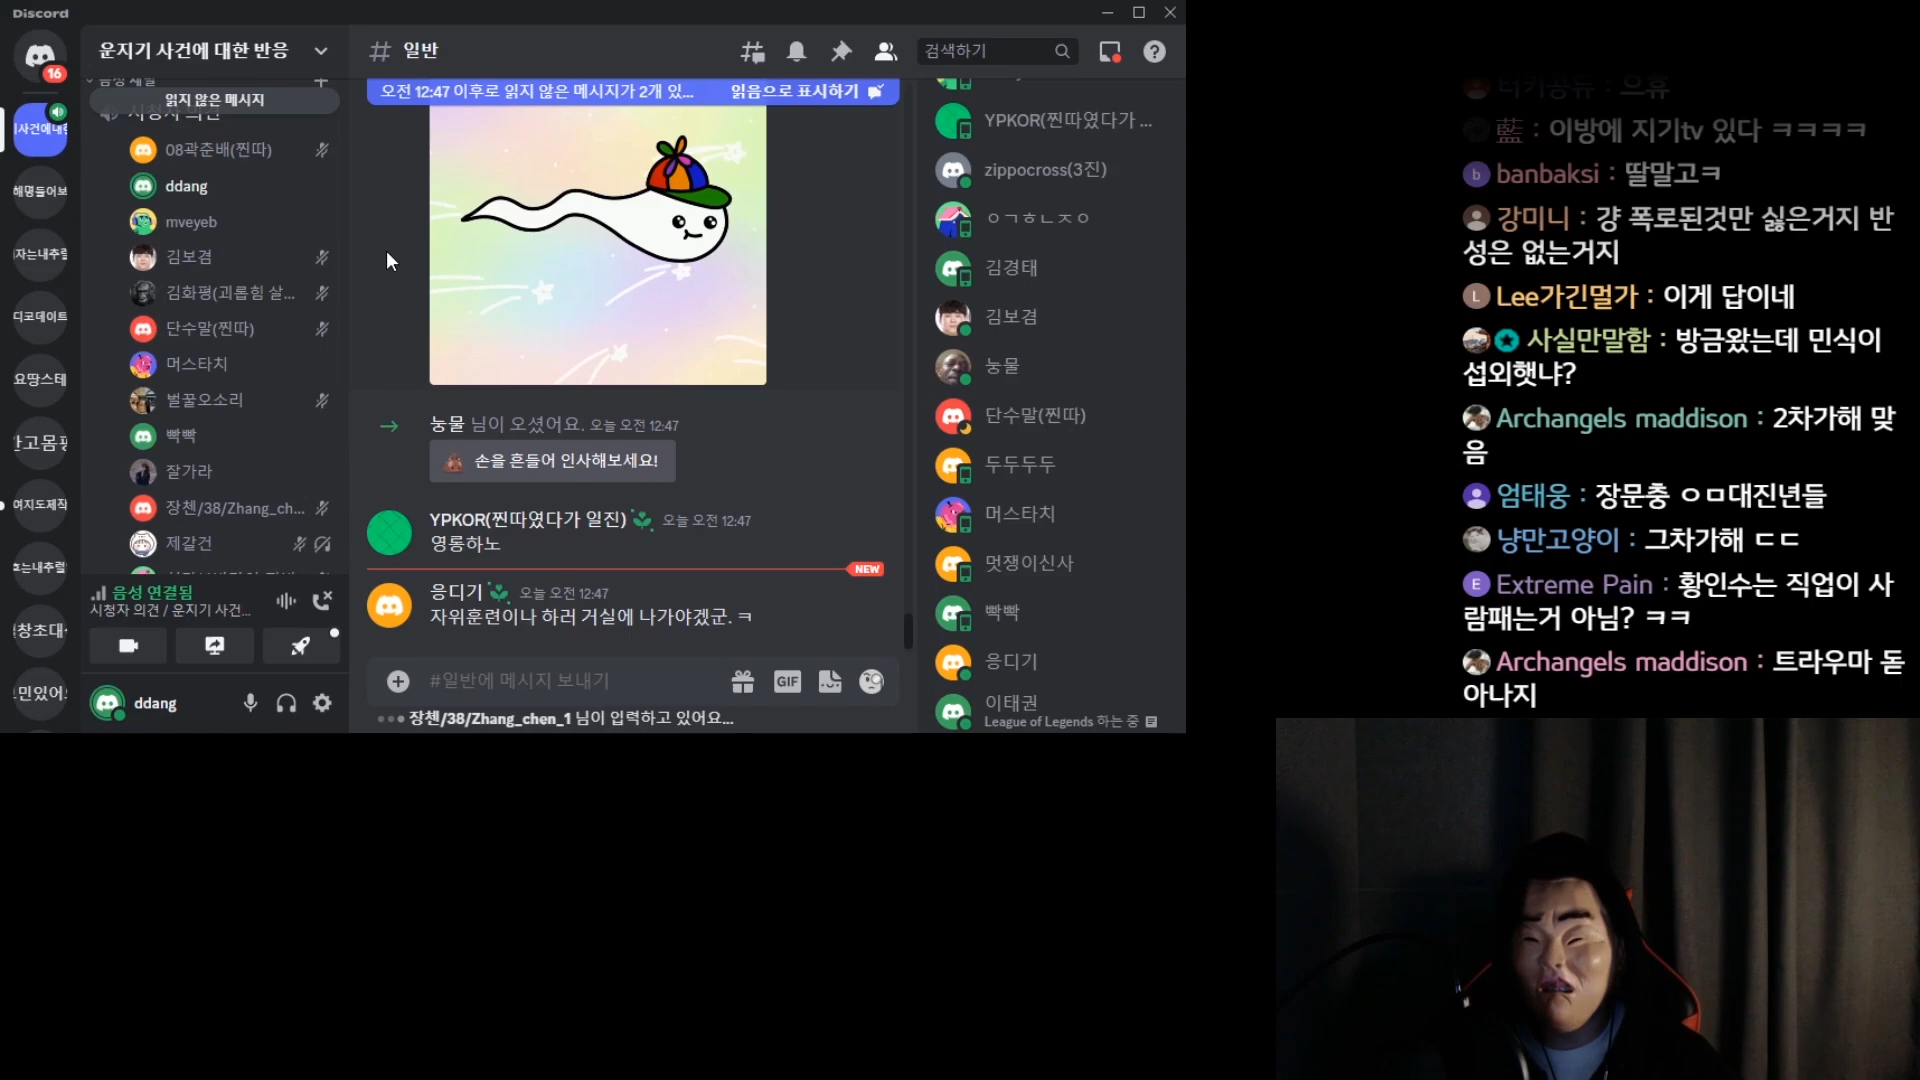 Discord
16
운지기 사건에 대한 반응
일반
검색하기
음성 채널
읽지 않은 메시지
시청자 의견
08곽춘배(찐따)
ddang
mveyeb
김보겸
김화평(괴롭힘 살...
단수말(찐따)
머스타치
벌꿀오소리
빡빡
잘가라
장첸/38/Zhang_ch...
제갈건
음성 연결됨
시청자 의견 / 운지기 사건...
ddang
오전 12:47 이후로 읽지 않은 메시지가 2개 있...
읽음으로 표시하기
눙물 님이 오셨어요. 오늘 오전 12:47
손을 흔들어 인사해보세요!
YPKOR(찐따였다가 일진) 오늘 오전 12:47
영롱하노
NEW
응디기 오늘 오전 12:47
자위훈련이나 하러 거실에 나가야겠군. ㅋ
#일반에 메시지 보내기
GIF
장첸/38/Zhang_chen_1 님이 입력하고 있어요...
YPKOR(찐따였다가 ...
zippocross(3진)
ㅇㄱㅎㄴㅈㅇ
김경태
김보겸
눙물
단수말(찐따)
두두두두
머스타치
멋쟁이신사
빡빡
응디기
이태권
League of Legends 하는 중
터키공듀 : 으휴
藍 : 이방에 지기tv 있다 ㅋㅋㅋㅋ
b banbaksi : 딸말고ㅋ
강미니 : 걍 폭로된것만 싫은거지 반
성은 없는거지
L Lee가긴멀가 : 이게 답이네
사실만말함 : 방금왔는데 민식이
섭외햇냐?
Archangels maddison : 2차가해 맞
음
엄태웅 : 장문충 ㅇㅁ대진년들
냥만고양이 : 그차가해 ㄷㄷ
E Extreme Pain : 황인수는 직업이 사
람패는거 아님? ㅋㅋ
Archangels maddison : 트라우마 돋
아나지